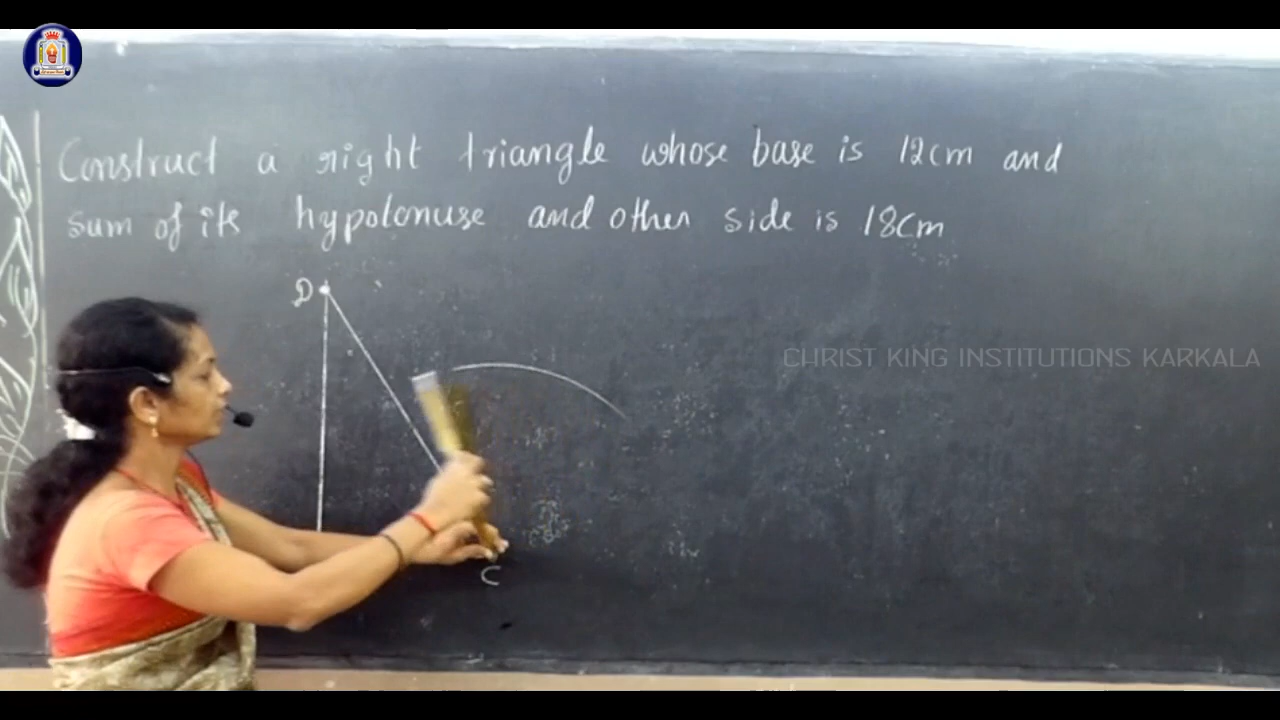 Construct a right triangle whose base is 12cm and
sum of its hypotenuse and other side is 18cm
D
CHRIST KING INSTITUTIONS KARKALA
C